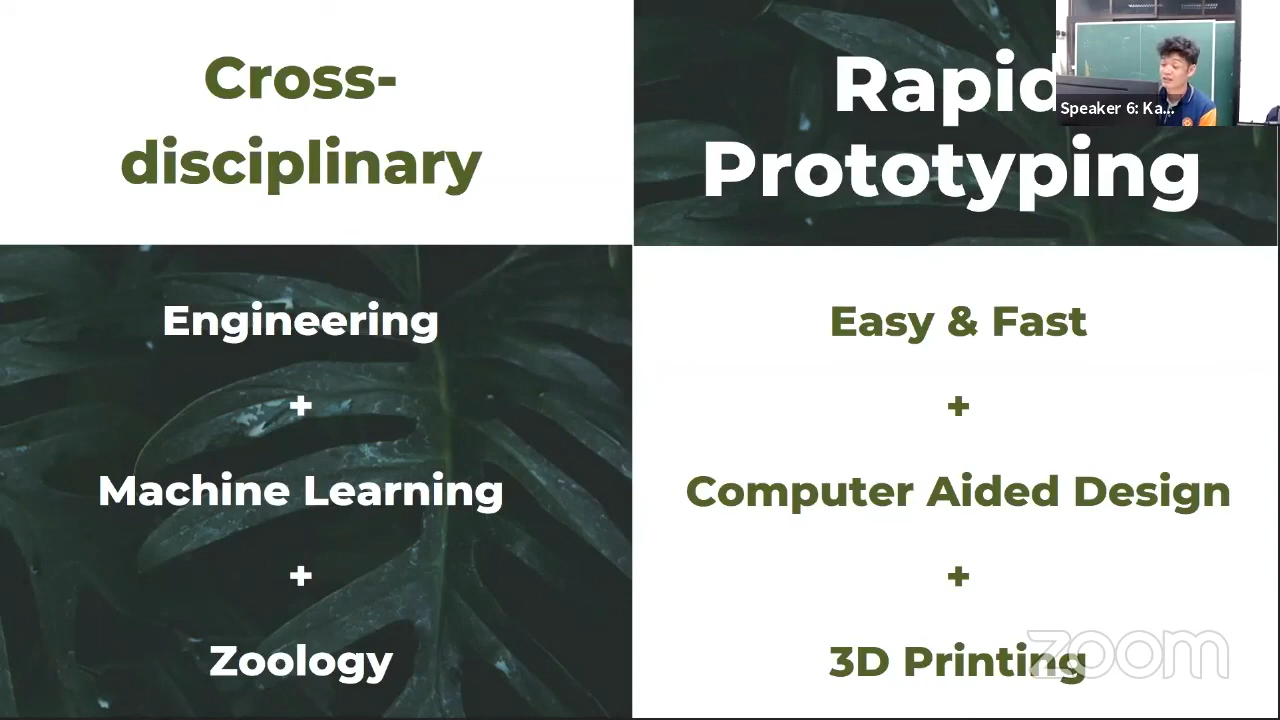 Cross-
disciplinary
Engineering
+
Machine Learning
+
Zoology
Rapid
Prototyping
Easy & Fast
+
Computer Aided Design
+
3D Printing
Speaker 6: Ka...
zoom